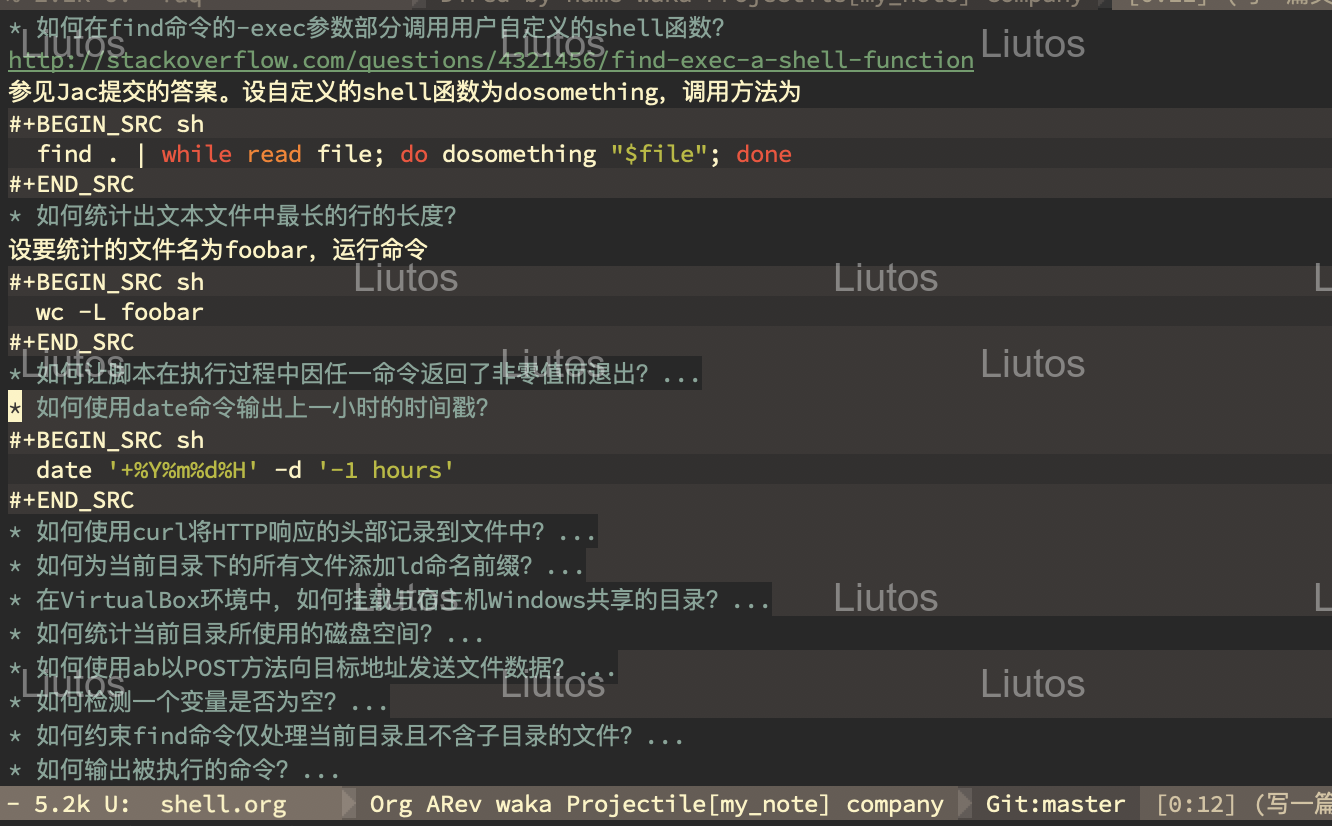 * 如何在find命令的-exec参数部分调用用户自定义的shell函数?
http://stackoverflow.com/questions/4321456/find-exec-a-shell-function
参见Jac提交的答案。设自定义的shell函数为dosomething, 调用方法为
#+BEGIN_SRC sh
find . | while read file; do dosomething "$file"; done
#+END_SRC
* 如何统计出文本文件中最长的行的长度?
设要统计的文件名为foobar, 运行命令
#+BEGIN_SRC sh
wc -L foobar
#+END_SRC
* 如何让脚本在执行过程中因任一命令返回了非零值而退出? ...
* 如何使用date命令输出上一小时的时间戳?
#+BEGIN_SRC sh
date '+%Y%m%d%H' -d '-1 hours'
#+END_SRC
* 如何使用curl将HTTP响应的头部记录到文件中? ...
* 如何为当前目录下的所有文件添加ld命名前缀? ...
* 在VirtualBox环境中, 如何挂载与宿主机Windows共享的目录? ...
* 如何统计当前目录所使用的磁盘空间? ...
* 如何使用ab以POST方法向目标地址发送文件数据? ...
* 如何检测一个变量是否为空? ...
* 如何约束find命令仅处理当前目录且不含子目录的文件? ...
* 如何输出被执行的命令? ...
- 5.2k U: shell.org Org ARev waka Projectile[my_note] company Git:master [0:12] (写一篇
Liutos
Liutos
Liutos
Liutos
Liutos
Liutos
Liutos
Liutos
Liutos
Liutos
Liutos
Liutos
Liutos